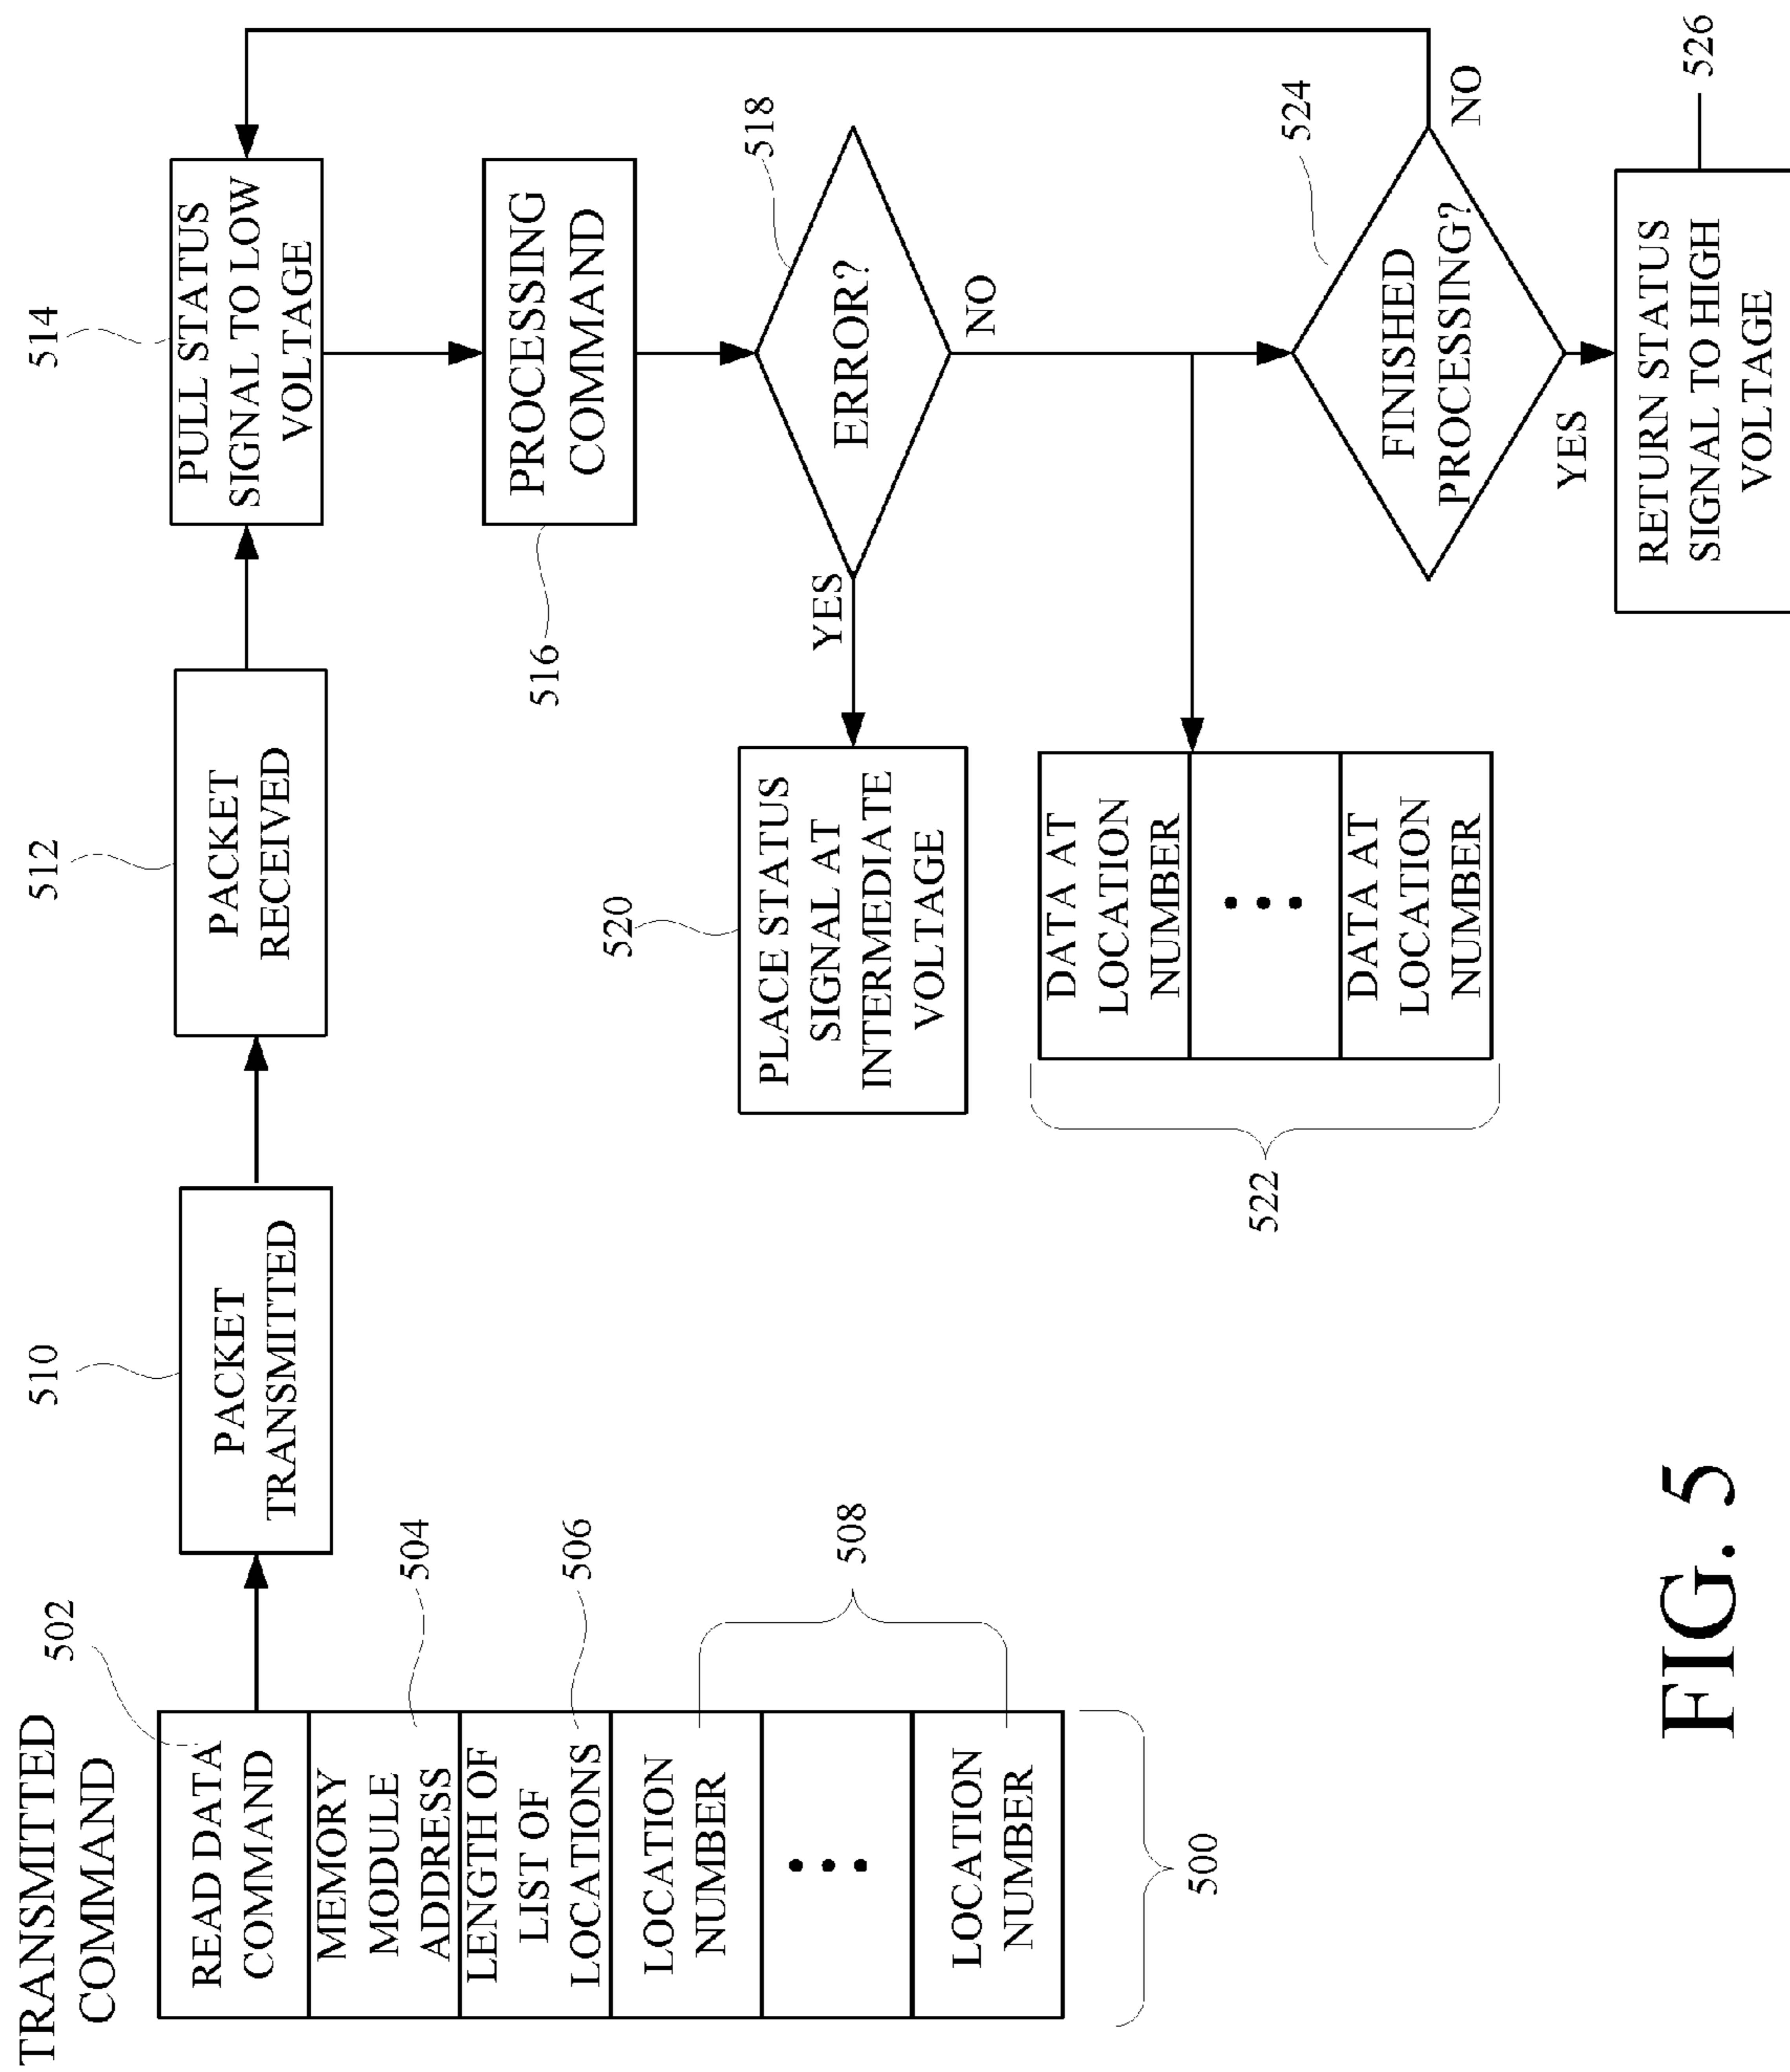 TRANSMITTED
COMMAND
502
READ DATA
COMMAND
MEMORY
MODULE
ADDRESS
504
LENGTH OF
LIST OF
LOCATIONS
506
LOCATION
NUMBER
508
LOCATION
NUMBER
500
510
PACKET
TRANSMITTED
512
PACKET
RECEIVED
514
PULL STATUS
SIGNAL TO LOW
VOLTAGE
516
PROCESSING
COMMAND
518
ERROR?
YES
NO
520
PLACE STATUS
SIGNAL AT
INTERMEDIATE
VOLTAGE
DATA AT
LOCATION
NUMBER
DATA AT
LOCATION
NUMBER
522
524
FINISHED
PROCESSING?
NO
YES
RETURN STATUS
SIGNAL TO HIGH
VOLTAGE
526
FIG. 5